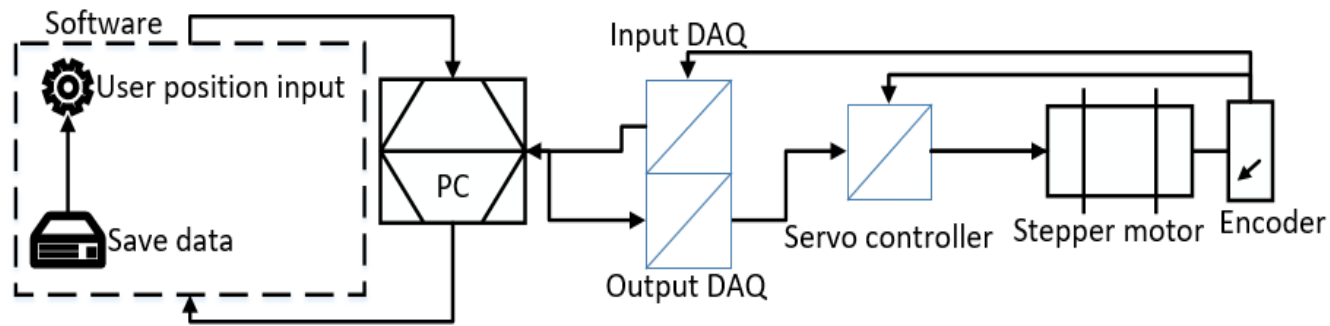 Software
Input DAQ
User position input
PC
Save data
Servo controller
Stepper motor
Encoder
Output DAQ